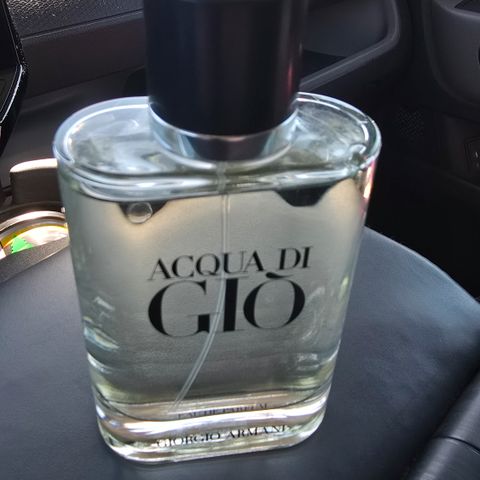 ACQUA DI
GIÒ
EAU DE PARFUM
GIORGIO ARMANI